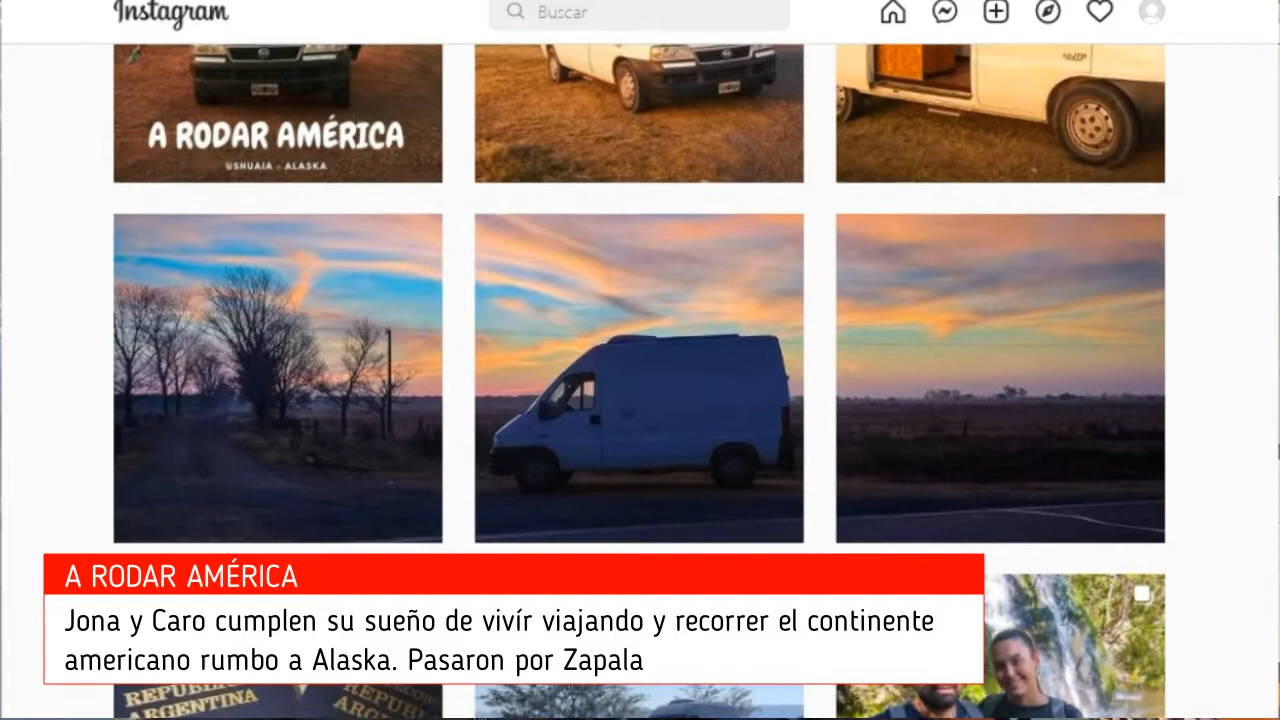 Instagram
Buscar
A RODAR AMÉRICA
USHUAIA - ALASKA
A RODAR AMÉRICA
Jona y Caro cumplen su sueño de vivír viajando y recorrer el continente
americano rumbo a Alaska. Pasaron por Zapala
ARGENTINA